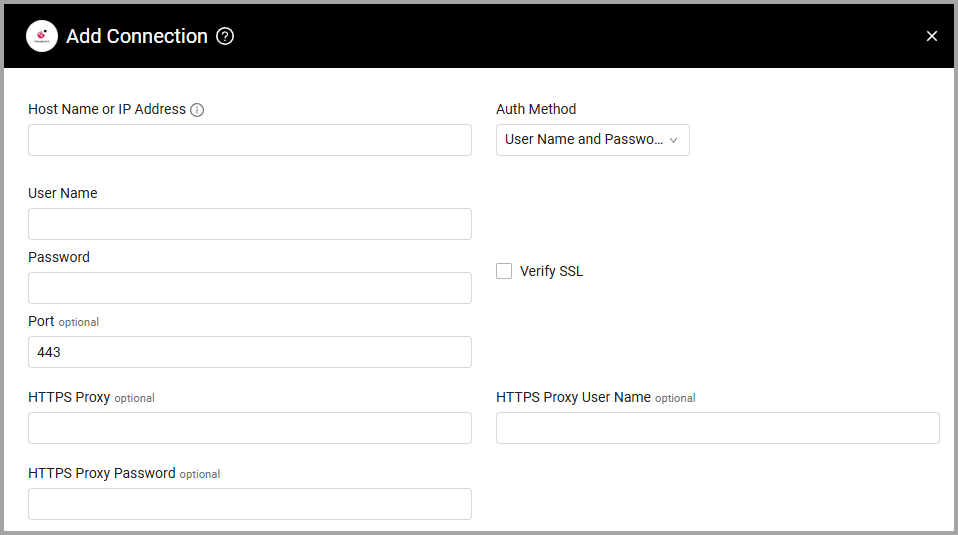 Add Connection
Host Name or IP Address
Auth Method
User Name and Passwo...
User Name
Password
Verify SSL
Port optional
443
HTTPS Proxy optional
HTTPS Proxy User Name optional
HTTPS Proxy Password optional